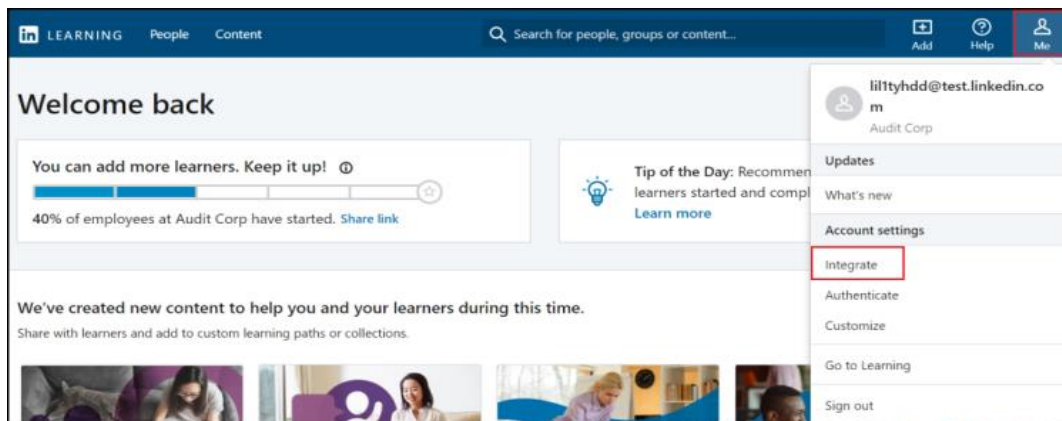 in LEARNING People Content Search for people, groups or content... Add Help Me
Welcome back
You can add more learners. Keep it up!
40% of employees at Audit Corp have started. Share link
Tip of the Day: Recommen
learners started and compl
Learn more
We've created new content to help you and your learners during this time.
Share with learners and add to custom learning paths or collections.
lil1tyhdd@test.linkedin.co
m
Audit Corp
Updates
What's new
Account settings
Integrate
Authenticate
Customize
Go to Learning
Sign out